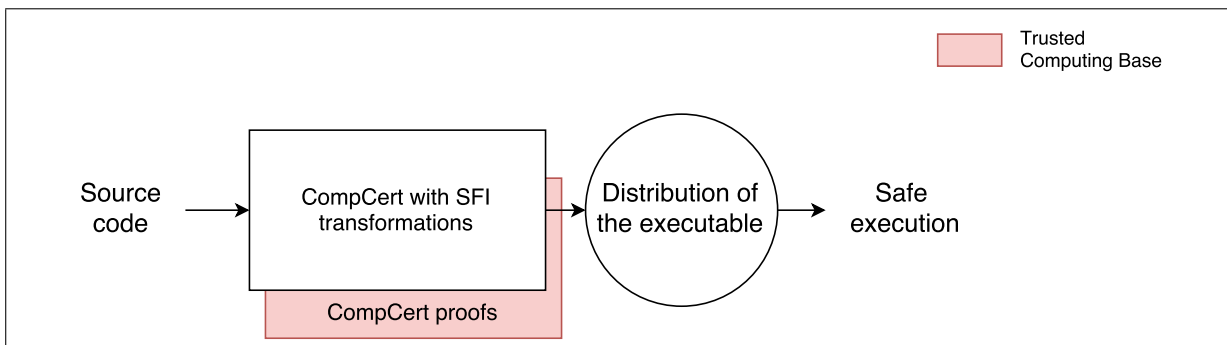 Trusted
Computing Base
Source
code
CompCert with SFI
transformations
Distribution of
the executable
Safe
execution
CompCert proofs